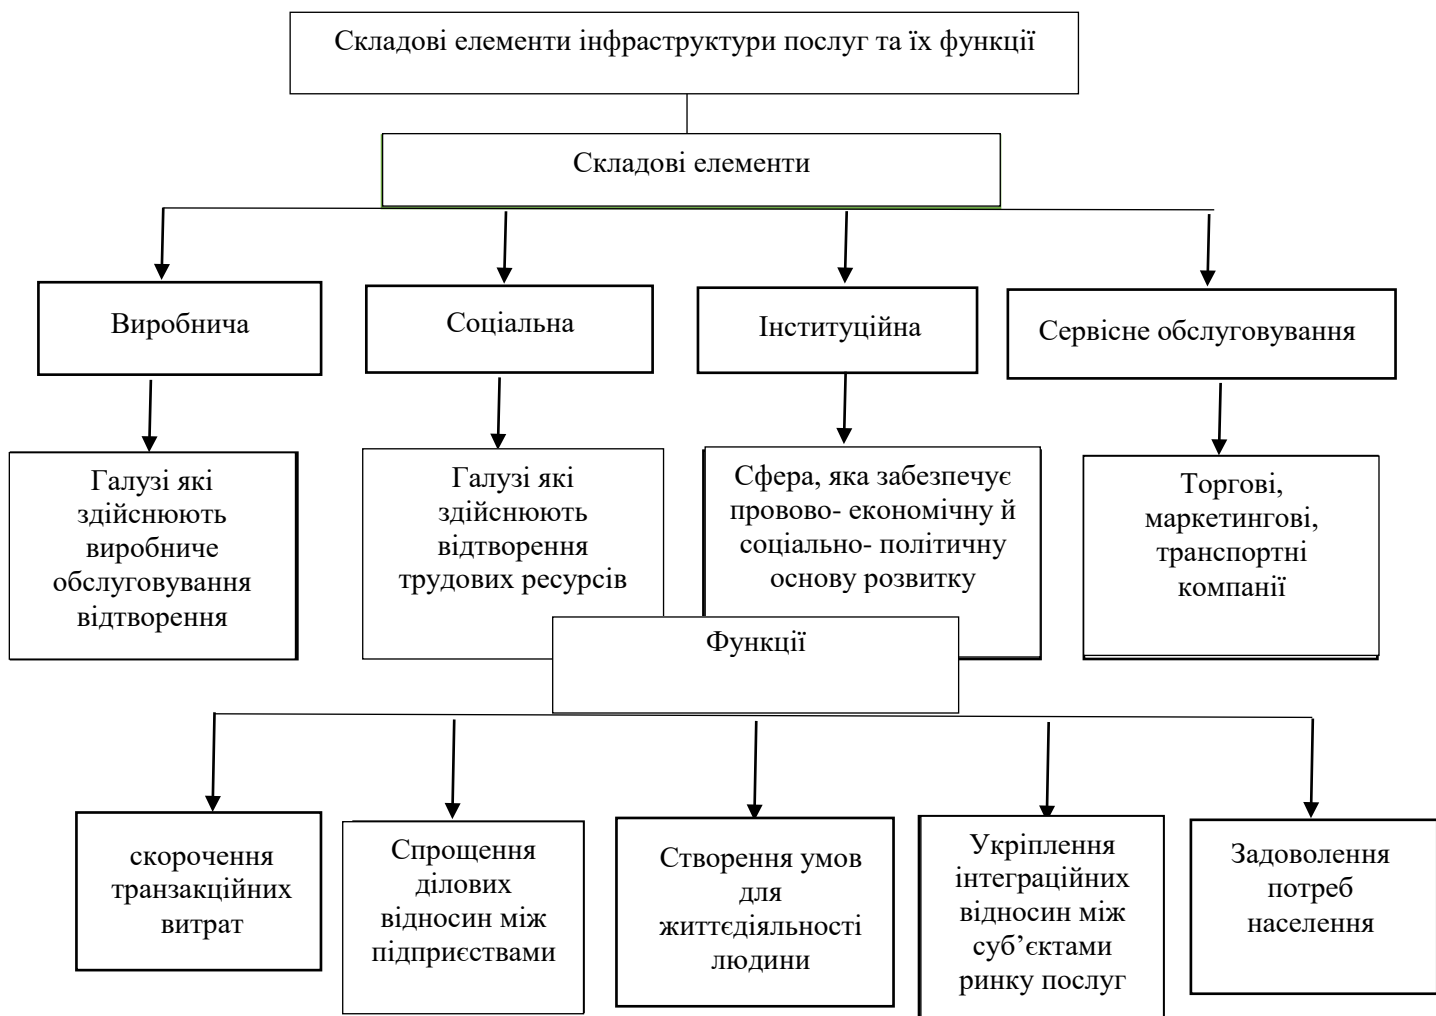 Складові елементи інфраструктури послуг та їх функції
Складові елементи
Виробнича
Соціальна
Інституційна
Сервісне обслуговування
Галузі які
здійснюють
виробниче
обслуговування
відтворення
Галузі які
здійснюють
відтворення
трудових ресурсів
Сфера, яка забезпечує
провово- економічну й
соціально- політичну
основу розвитку
Торгові,
маркетингові,
транспортні
компанії
Функції
скорочення
транзакційних
витрат
Спрощення
ділових
відносин між
підприєствами
Створення умов
для
життєдіяльності
людини
Укріплення
інтеграційних
відносин між
суб’єктами
ринку послуг
Задоволення
потреб
населення